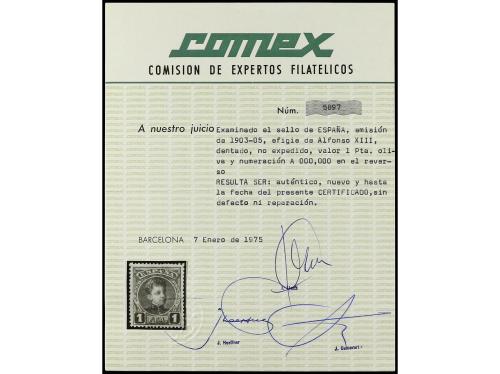 comex
COMISION DE EXPERTOS FILATELICOS
Núm. 5897
A nuestro juicio Examinado el sello de ESPAÑA, emisión
de 1903-05, efigie de Alfonso XIII,
dentado, no expedido, valor 1 Pta. oli-
va y numeración A 000,000 en el rever-
so
RESULTA SER: auténtico, nuevo y hasta
la fecha del presente CERTIFICADO,sin
defecto ni reparación.
BARCELONA 7 Enero de 1975
ESPAÑA
1 PTA 1